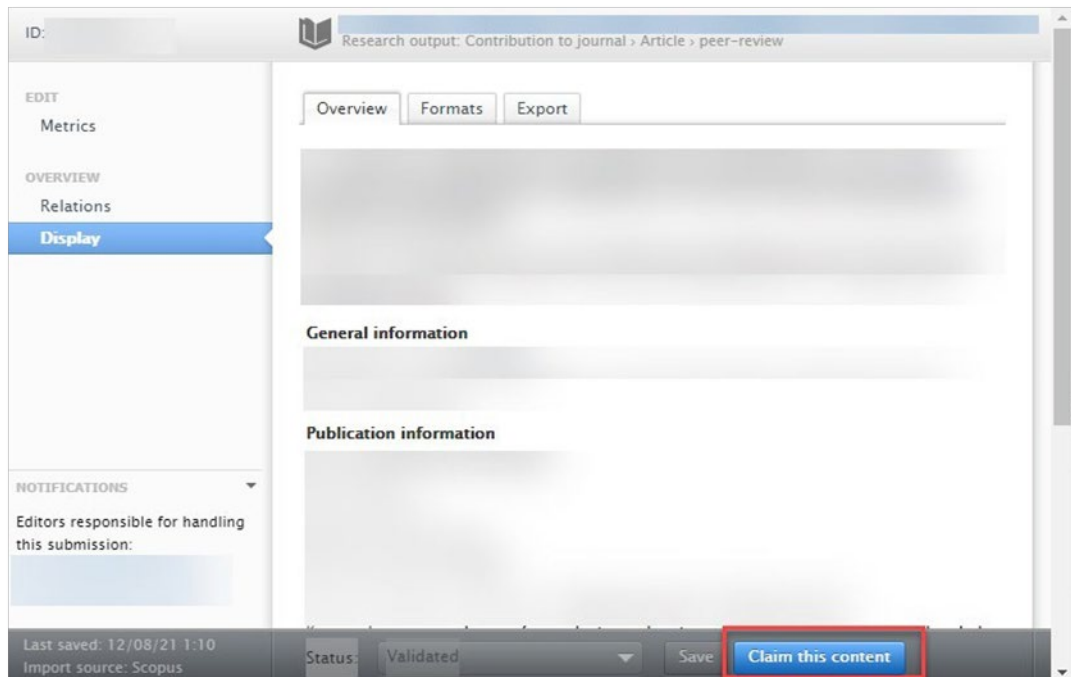 ID:
Research output: Contribution to journal › Article › peer-review
EDIT
Metrics
OVERVIEW
Relations
Display
Overview Formats Export
General information
Publication information
NOTIFICATIONS
Editors responsible for handling
this submission:
Last saved: 12/08/21 1:10
Import source: Scopus
Status: Validated Save Claim this content